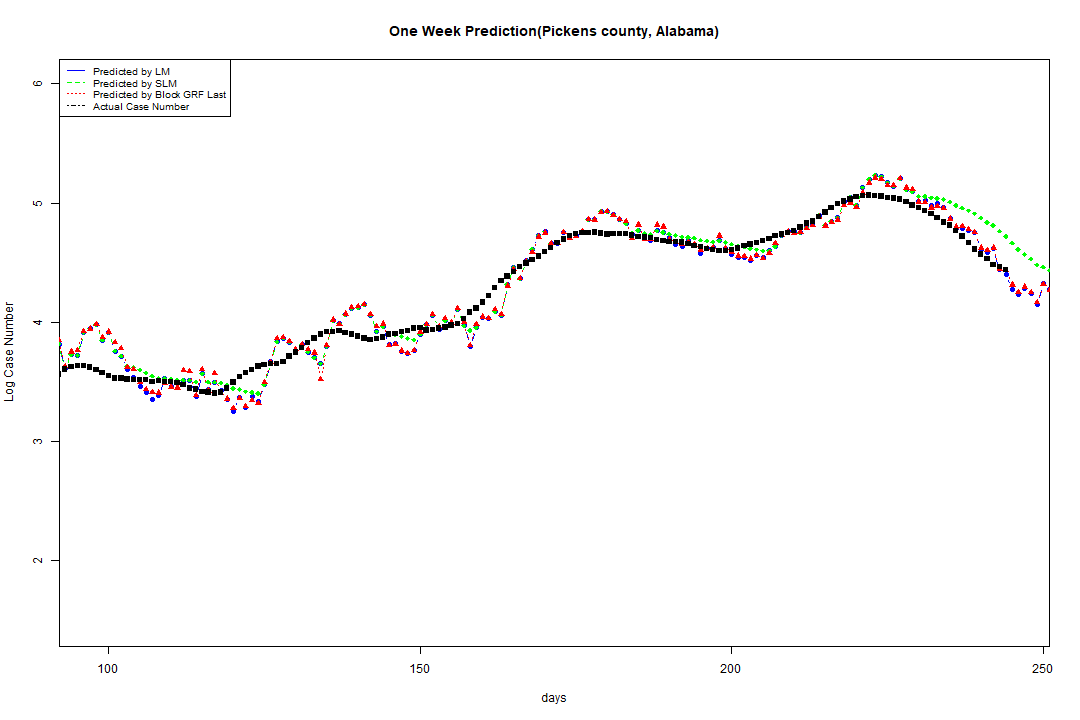 One Week Prediction(Pickens county, Alabama)
Predicted by LM
Predicted by SLM
Predicted by Block GRF Last
Actual Case Number
6
5
4
3
2
Log Case Number
100
150
200
250
days